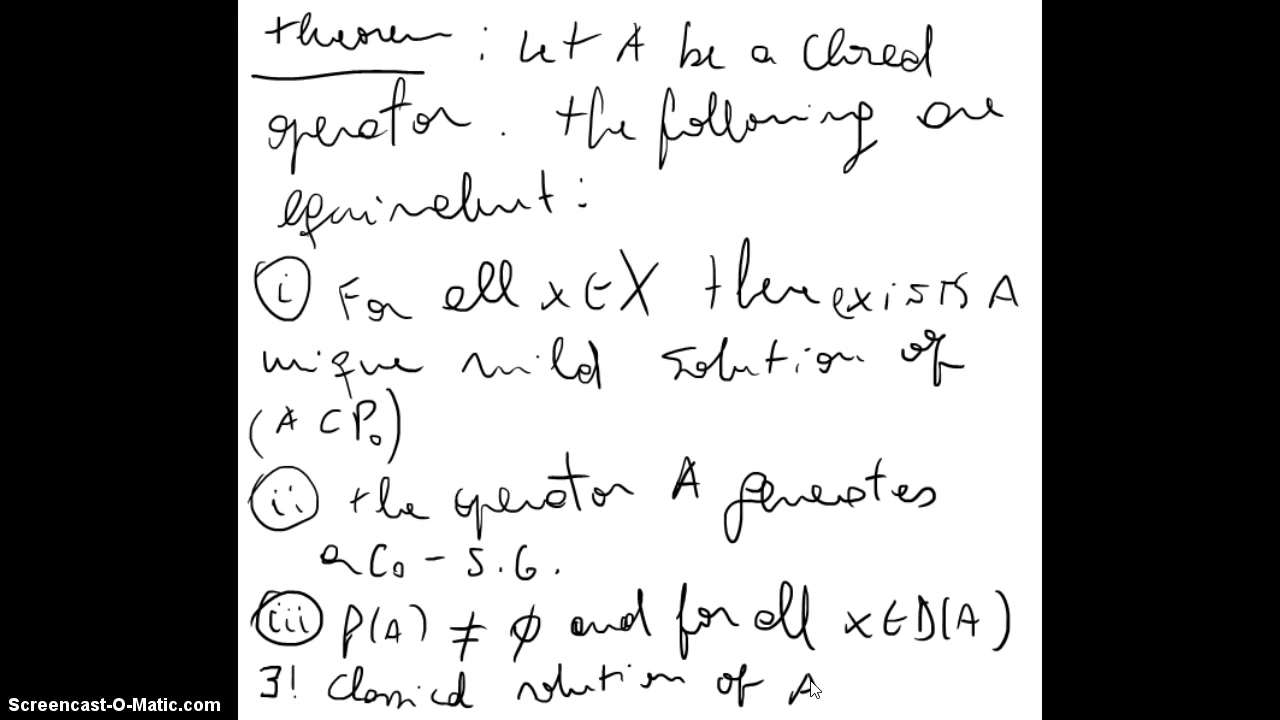 theorem : Let A be a closed
operator. the following are
equivalent :
(i) For all x ∈ X there exists A
unique mild solution of
(ACP₀)
(ii) the operator A generates
a C₀ - S.G.
(iii) ρ(A) ≠ ∅ and for all x ∈ D(A)
∃! classical solution of A
Screencast-O-Matic.com